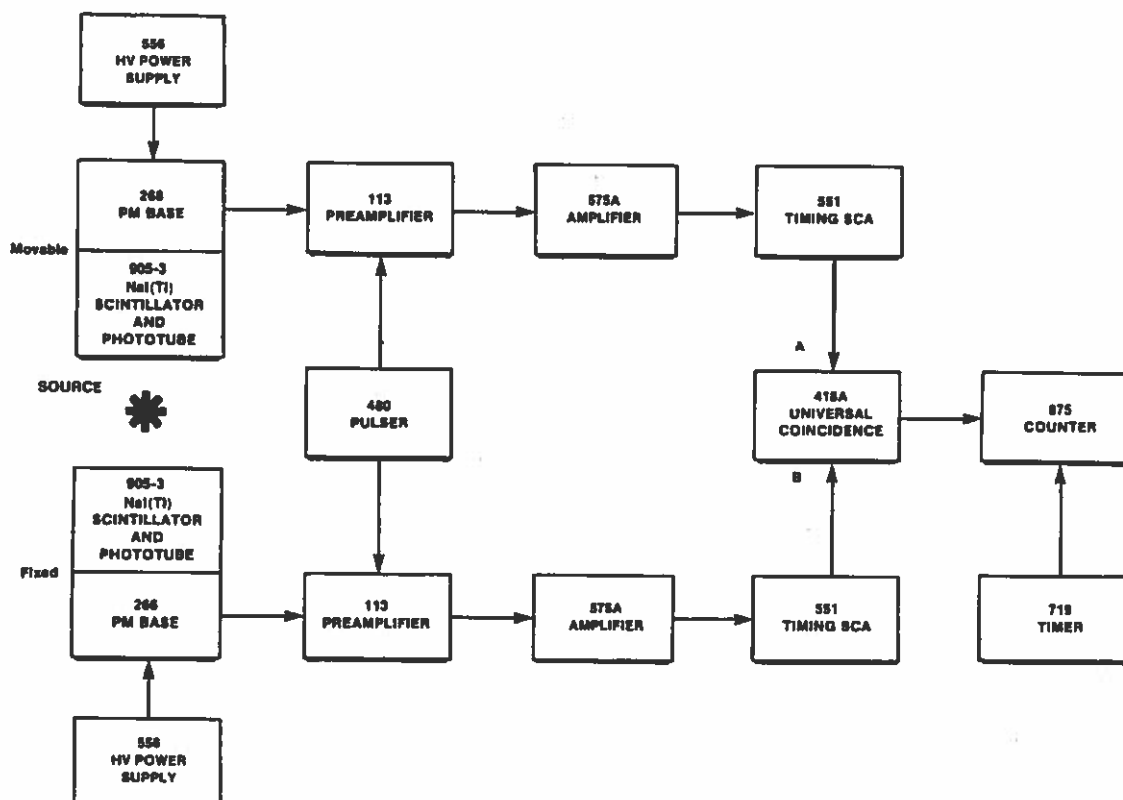 556
HV POWER
SUPPLY
266
PM BASE
113
PREAMPLIFIER
575A
AMPLIFIER
551
TIMING SCA
Movable
905-3
NaI(Tl)
SCINTILLATOR
AND
PHOTOTUBE
A
SOURCE
480
PULSER
418A
UNIVERSAL
COINCIDENCE
875
COUNTER
B
905-3
NaI(Tl)
SCINTILLATOR
AND
PHOTOTUBE
Fixed
266
PM BASE
113
PREAMPLIFIER
575A
AMPLIFIER
551
TIMING SCA
719
TIMER
556
HV POWER
SUPPLY